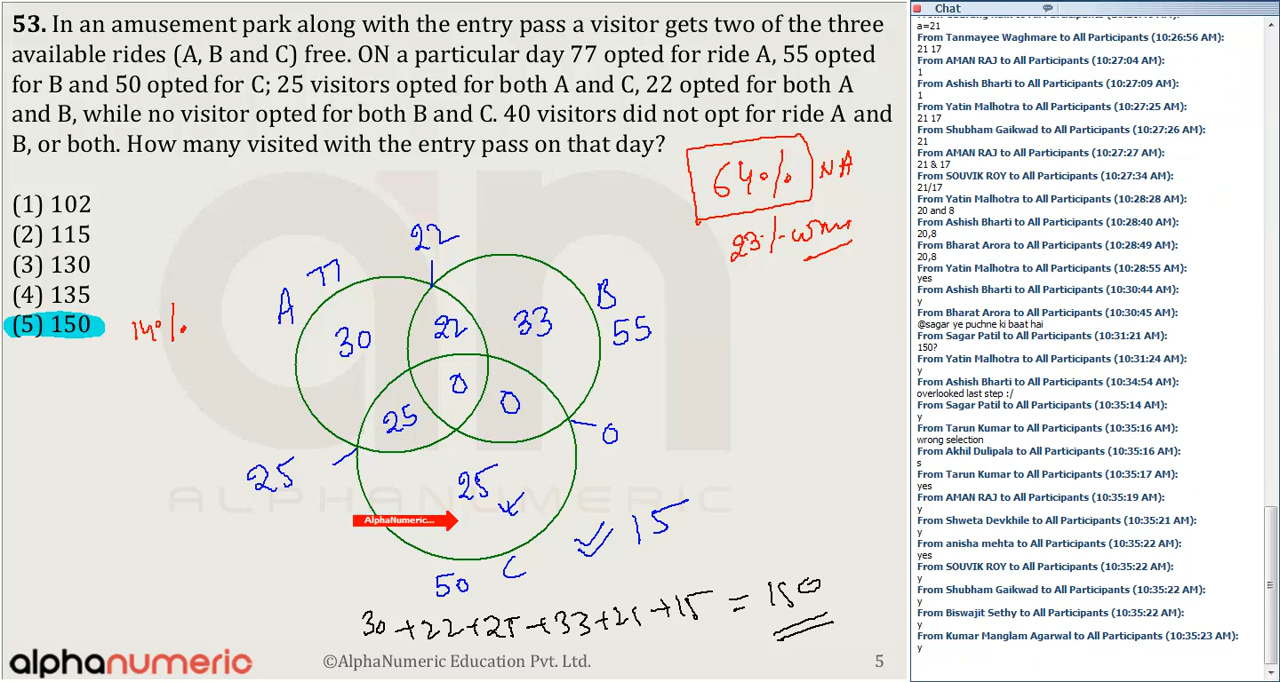 53. In an amusement park along with the entry pass a visitor gets two of the three
available rides (A, B and C) free. ON a particular day 77 opted for ride A, 55 opted
for B and 50 opted for C; 25 visitors opted for both A and C, 22 opted for both A
and B, while no visitor opted for both B and C. 40 visitors did not opt for ride A and
B, or both. How many visited with the entry pass on that day?
64% NA
23%
(1) 102
(2) 115
(3) 130
(4) 135
(5) 150
14%
22
77
A
B
55
30
22
33
0
25
0
0
25
25
15
C
50
AlphaNumeric...
30 + 22 + 25 + 33 + 25 + 15 = 150
ALPHANUMERIC
alphanumeric
©AlphaNumeric Education Pvt. Ltd.
5
Chat
a=21
From Tanmayee Waghmare to All Participants (10:26:56 AM):
21 17
From AMAN RAJ to All Participants (10:27:04 AM):
1
From Ashish Bharti to All Participants (10:27:09 AM):
1
From Yatin Malhotra to All Participants (10:27:25 AM):
21 17
From Shubham Gaikwad to All Participants (10:27:26 AM):
21
From AMAN RAJ to All Participants (10:27:27 AM):
21 & 17
From SOUVIK ROY to All Participants (10:27:34 AM):
21/17
From Yatin Malhotra to All Participants (10:28:28 AM):
20 and 8
From Ashish Bharti to All Participants (10:28:40 AM):
20,8
From Bharat Arora to All Participants (10:28:49 AM):
20,8
From Yatin Malhotra to All Participants (10:28:55 AM):
yes
From Ashish Bharti to All Participants (10:30:44 AM):
y
From Bharat Arora to All Participants (10:30:45 AM):
@sagar ye puchne ki baat hai
From Sagar Patil to All Participants (10:31:21 AM):
150?
From Yatin Malhotra to All Participants (10:31:24 AM):
y
From Ashish Bharti to All Participants (10:34:54 AM):
overlooked last step :/
From Sagar Patil to All Participants (10:35:14 AM):
y
From Tarun Kumar to All Participants (10:35:16 AM):
wrong selection
From Akhil Dulipala to All Participants (10:35:16 AM):
s
From Tarun Kumar to All Participants (10:35:17 AM):
yes
From AMAN RAJ to All Participants (10:35:19 AM):
y
From Shweta Devkhile to All Participants (10:35:21 AM):
y
From anisha mehta to All Participants (10:35:22 AM):
yes
From SOUVIK ROY to All Participants (10:35:22 AM):
y
From Shubham Gaikwad to All Participants (10:35:22 AM):
y
From Biswajit Sethy to All Participants (10:35:22 AM):
y
From Kumar Manglam Agarwal to All Participants (10:35:23 AM):
y